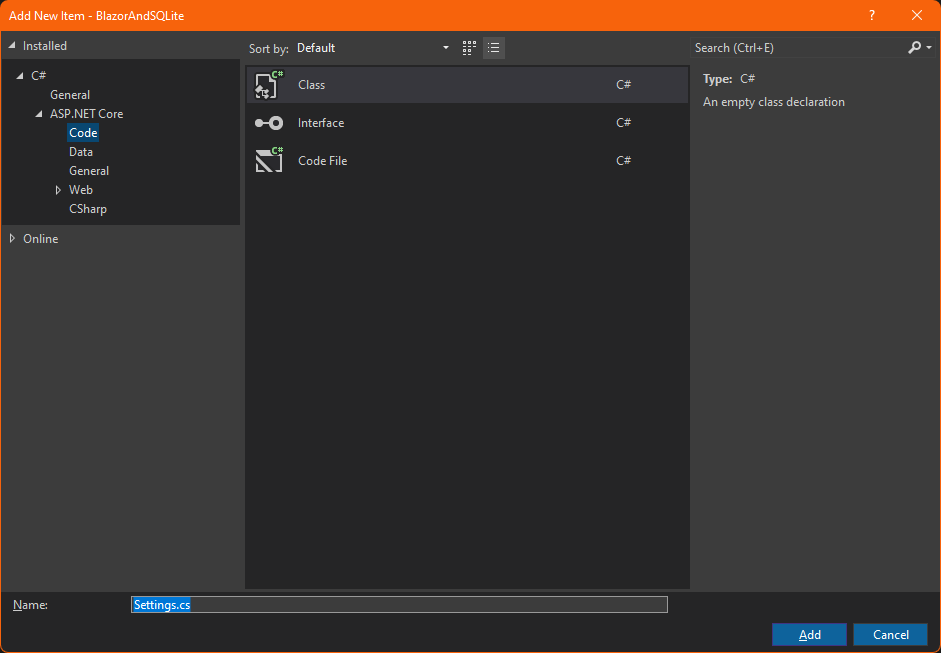 Add New Item - BlazorAndSQLite ?
Installed
C#
General
ASP.NET Core
Code
Data
General
Web
CSharp
Online
Sort by: Default
C# Class C#
Interface C#
C# Code File C#
Search (Ctrl+E)
Type: C#
An empty class declaration
Name: Settings.cs
Add Cancel